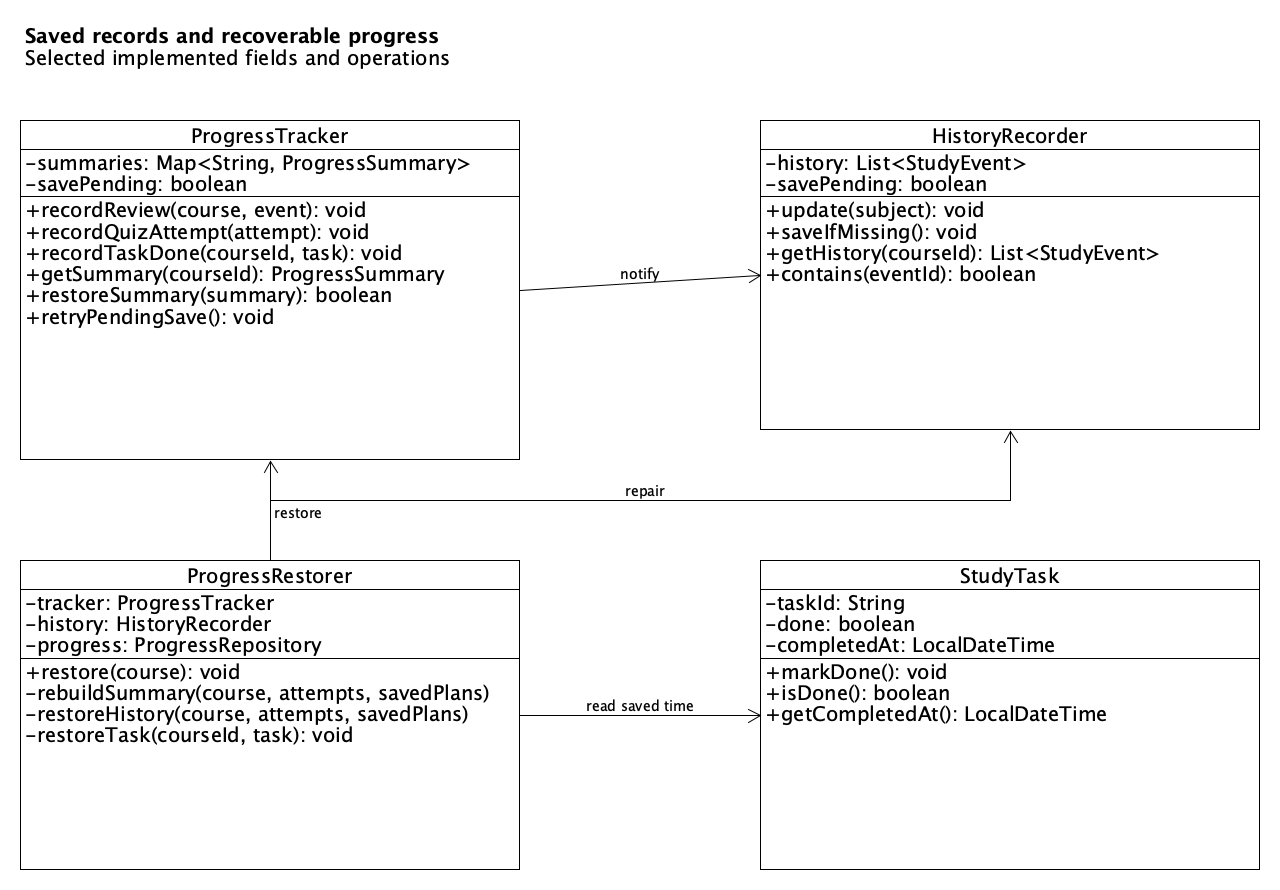 Saved records and recoverable progress
Selected implemented fields and operations
ProgressTracker
-summaries: Map<String, ProgressSummary>
-savePending: boolean
+recordReview(course, event): void
+recordQuizAttempt(attempt): void
+recordTaskDone(courseId, task): void
+getSummary(courseId): ProgressSummary
+restoreSummary(summary): boolean
+retryPendingSave(): void
notify
HistoryRecorder
-history: List<StudyEvent>
-savePending: boolean
+update(subject): void
+saveIfMissing(): void
+getHistory(courseId): List<StudyEvent>
+contains(eventId): boolean
repair
restore
ProgressRestorer
-tracker: ProgressTracker
-history: HistoryRecorder
-progress: ProgressRepository
+restore(course): void
-rebuildSummary(course, attempts, savedPlans)
-restoreHistory(course, attempts, savedPlans)
-restoreTask(courseId, task): void
read saved time
StudyTask
-taskId: String
-done: boolean
-completedAt: LocalDateTime
+markDone(): void
+isDone(): boolean
+getCompletedAt(): LocalDateTime